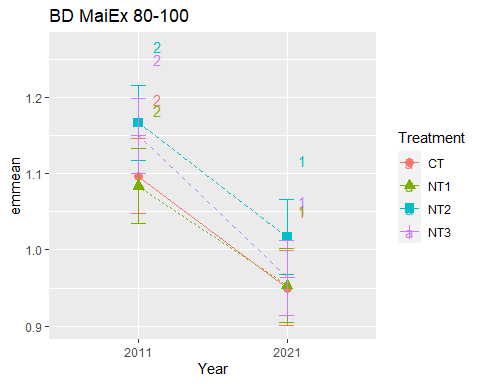 BD MaiEx 80-100
2
2
2
2
1
1
1
1
1.2
1.1
1.0
0.9
emmean
2011
2021
Year
Treatment
a CT
a NT1
a NT2
a NT3